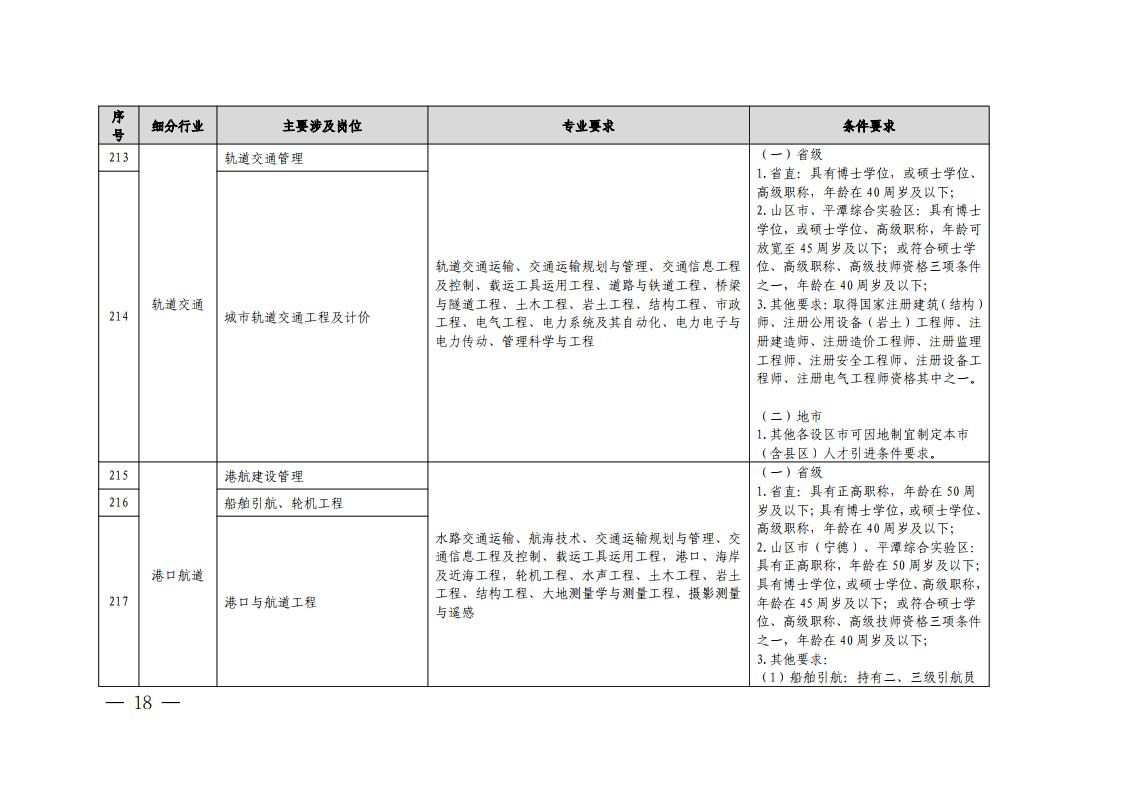 序
号
细分行业
主要涉及岗位
专业要求
条件要求
213
轨道交通管理
214
轨道交通
城市轨道交通工程及计价
轨道交通运输、交通运输规划与管理、交通信息工程
及控制、载运工具运用工程、道路与铁道工程、桥梁
与隧道工程、土木工程、岩土工程、结构工程、市政
工程、电气工程、电力系统及其自动化、电力电子与
电力传动、管理科学与工程
（一）省级
1.省直：具有博士学位，或硕士学位、
高级职称，年龄在 40 周岁及以下；
2.山区市、平潭综合实验区：具有博士
学位，或硕士学位、高级职称，年龄可
放宽至 45 周岁及以下；或符合硕士学
位、高级职称、高级技师资格三项条件
之一，年龄在 40 周岁及以下；
3.其他要求：取得国家注册建筑（结构）
师、注册公用设备（岩土）工程师、注
册建造师、注册造价工程师、注册监理
工程师、注册安全工程师、注册设备工
程师、注册电气工程师资格其中之一。
（二）地市
1.其他各设区市可因地制宜制定本市
（含县区）人才引进条件要求。
215
港航建设管理
216
船舶引航、轮机工程
217
港口航道
港口与航道工程
水路交通运输、航海技术、交通运输规划与管理、交
通信息工程及控制、载运工具运用工程，港口、海岸
及近海工程，轮机工程、水声工程、土木工程、岩土
工程、结构工程、大地测量学与测量工程、摄影测量
与遥感
（一）省级
1.省直：具有正高职称，年龄在 50 周
岁及以下；具有博士学位，或硕士学位、
高级职称，年龄在 40 周岁及以下；
2.山区市（宁德）、平潭综合实验区：
具有正高职称，年龄在 50 周岁及以下；
具有博士学位，或硕士学位、高级职称，
年龄在 45 周岁及以下；或符合硕士学
位、高级职称、高级技师资格三项条件
之一，年龄在 40 周岁及以下；
3.其他要求：
（1）船舶引航：持有二、三级引航员
— 18 —